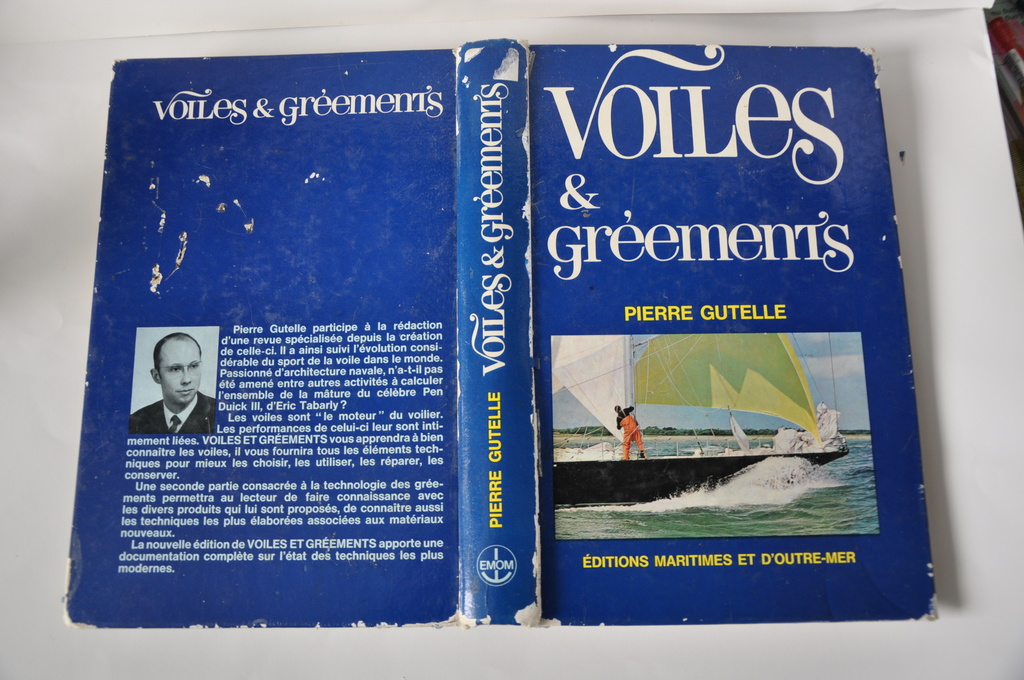 VOILES & gréements
Pierre Gutelle participe à la rédaction
d'une revue spécialisée depuis la création
de celle-ci. Il a ainsi suivi l'évolution consi-
dérable du sport de la voile dans le monde.
Passionné d'architecture navale, n'a-t-il pas
été amené entre autres activités à calculer
l'ensemble de la mâture du célèbre Pen
Duick III, d'Eric Tabarly ?
Les voiles sont "le moteur" du voilier.
Les performances de celui-ci leur sont inti-
mement liées. VOILES ET GRÉEMENTS vous apprendra à bien
connaître les voiles, il vous fournira tous les éléments tech-
niques pour mieux les choisir, les utiliser, les réparer, les
conserver.
Une seconde partie consacrée à la technologie des grée-
ments permettra au lecteur de faire connaissance avec
les divers produits qui lui sont proposés, de connaître aussi
les techniques les plus élaborées associées aux matériaux
nouveaux.
La nouvelle édition de VOILES ET GRÉEMENTS apporte une
documentation complète sur l'état des techniques les plus
modernes.
PIERRE GUTELLE VOILES & gréements
EMOM
VOILES
&
gréements
PIERRE GUTELLE
ÉDITIONS MARITIMES ET D'OUTRE-MER